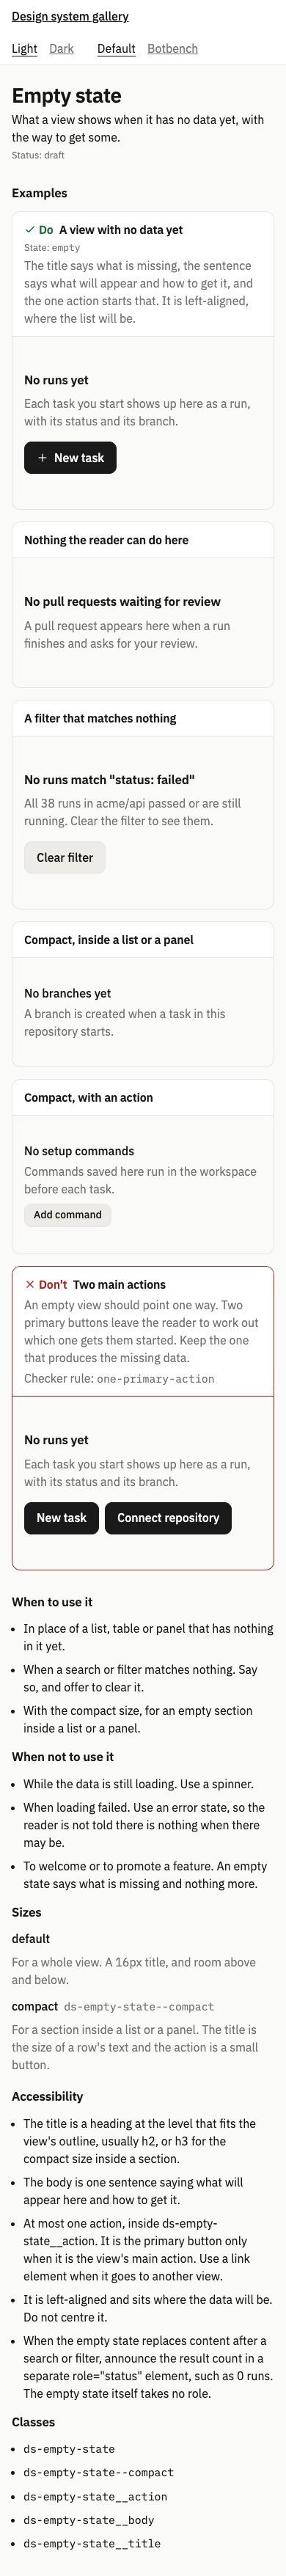 Design system gallery
Light Dark Default Botbench
Empty state
What a view shows when it has no data yet, with
the way to get some.
Status: draft
Examples
✓ Do A view with no data yet
State: empty
The title says what is missing, the sentence
says what will appear and how to get it, and
the one action starts that. It is left-aligned,
where the list will be.
No runs yet
Each task you start shows up here as a run,
with its status and its branch.
+ New task
Nothing the reader can do here
No pull requests waiting for review
A pull request appears here when a run
finishes and asks for your review.
A filter that matches nothing
No runs match "status: failed"
All 38 runs in acme/api passed or are still
running. Clear the filter to see them.
Clear filter
Compact, inside a list or a panel
No branches yet
A branch is created when a task in this
repository starts.
Compact, with an action
No setup commands
Commands saved here run in the workspace
before each task.
Add command
✕ Don't Two main actions
An empty view should point one way. Two
primary buttons leave the reader to work out
which one gets them started. Keep the one
that produces the missing data.
Checker rule: one-primary-action
No runs yet
Each task you start shows up here as a run,
with its status and its branch.
New task Connect repository
When to use it
• In place of a list, table or panel that has nothing
in it yet.
• When a search or filter matches nothing. Say
so, and offer to clear it.
• With the compact size, for an empty section
inside a list or a panel.
When not to use it
• While the data is still loading. Use a spinner.
• When loading failed. Use an error state, so the
reader is not told there is nothing when there
may be.
• To welcome or to promote a feature. An empty
state says what is missing and nothing more.
Sizes
default
For a whole view. A 16px title, and room above
and below.
compact ds-empty-state--compact
For a section inside a list or a panel. The title is
the size of a row's text and the action is a small
button.
Accessibility
• The title is a heading at the level that fits the
view's outline, usually h2, or h3 for the
compact size inside a section.
• The body is one sentence saying what will
appear here and how to get it.
• At most one action, inside ds-empty-
state__action. It is the primary button only
when it is the view's main action. Use a link
element when it goes to another view.
• It is left-aligned and sits where the data will be.
Do not centre it.
• When the empty state replaces content after a
search or filter, announce the result count in a
separate role="status" element, such as 0 runs.
The empty state itself takes no role.
Classes
• ds-empty-state
• ds-empty-state--compact
• ds-empty-state__action
• ds-empty-state__body
• ds-empty-state__title